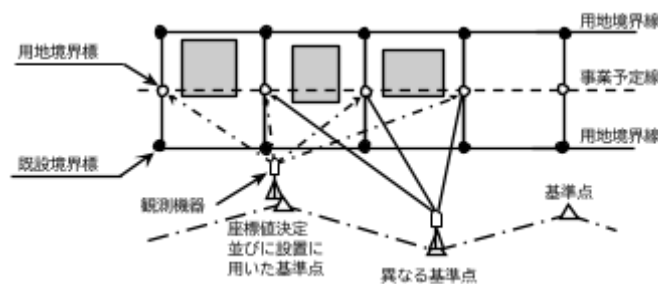 用地境界線
用地境界標
事業予定線
用地境界線
既設境界標
観測機器
座標値決定
並びに設置に
用いた基準点
基準点
異なる基準点